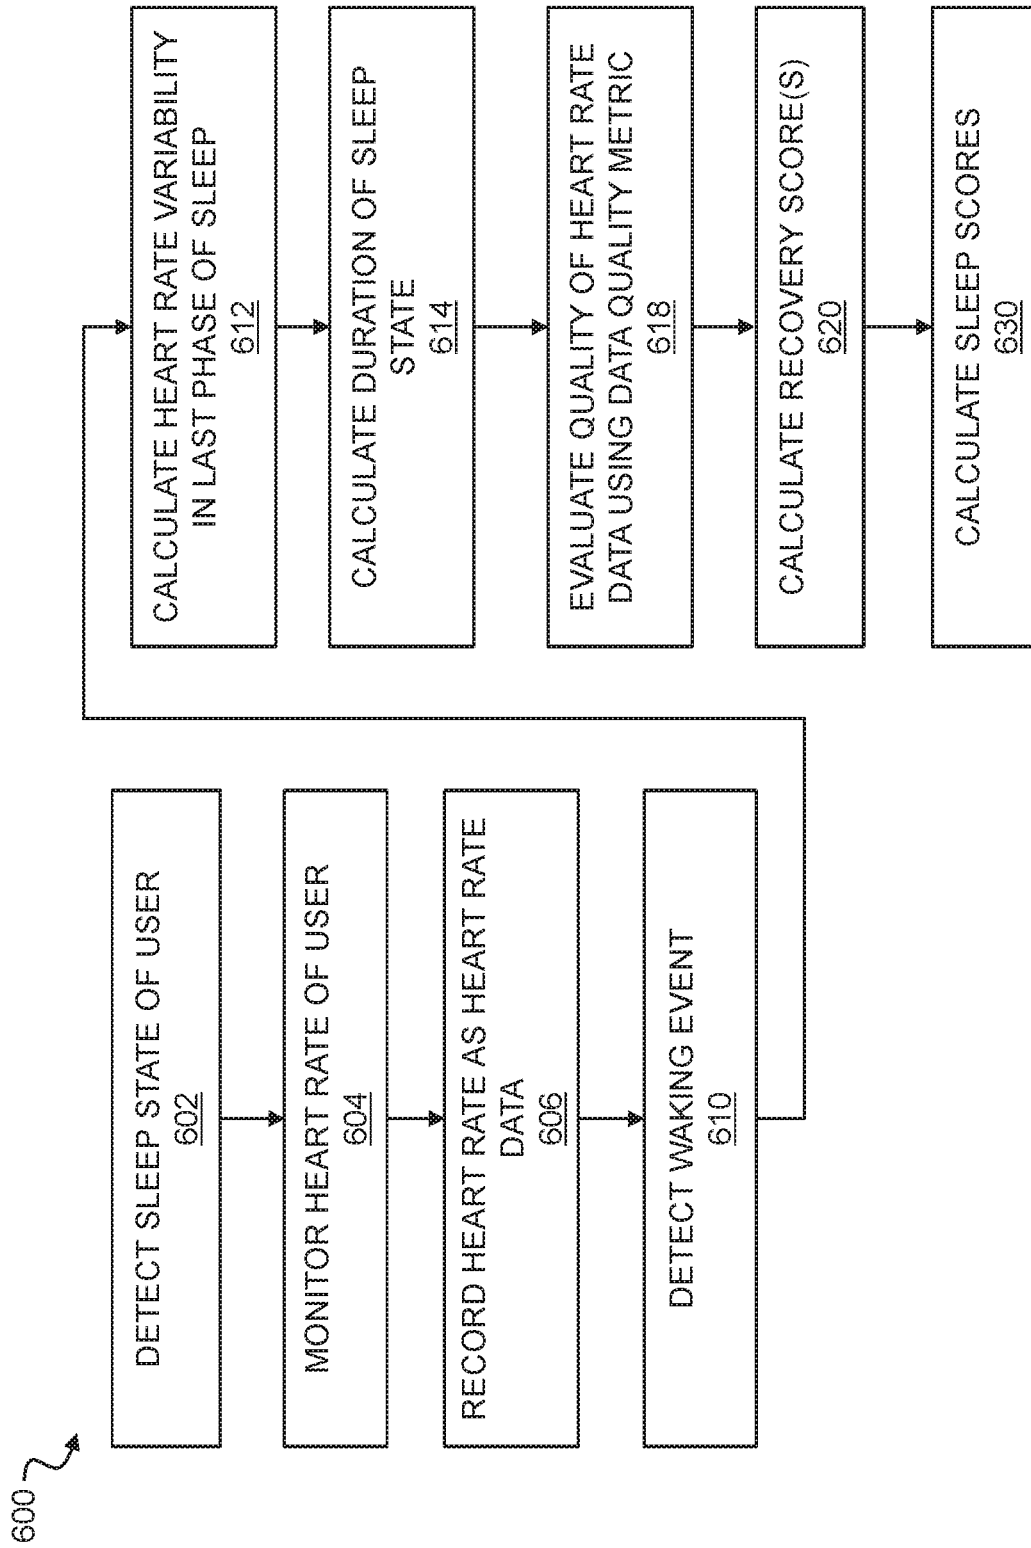 600
DETECT SLEEP STATE OF USER
602
MONITOR HEART RATE OF USER
604
RECORD HEART RATE AS HEART RATE
DATA
606
DETECT WAKING EVENT
610
CALCULATE HEART RATE VARIABILITY
IN LAST PHASE OF SLEEP
612
CALCULATE DURATION OF SLEEP
STATE
614
EVALUATE QUALITY OF HEART RATE
DATA USING DATA QUALITY METRIC
618
CALCULATE RECOVERY SCORE(S)
620
CALCULATE SLEEP SCORES
630